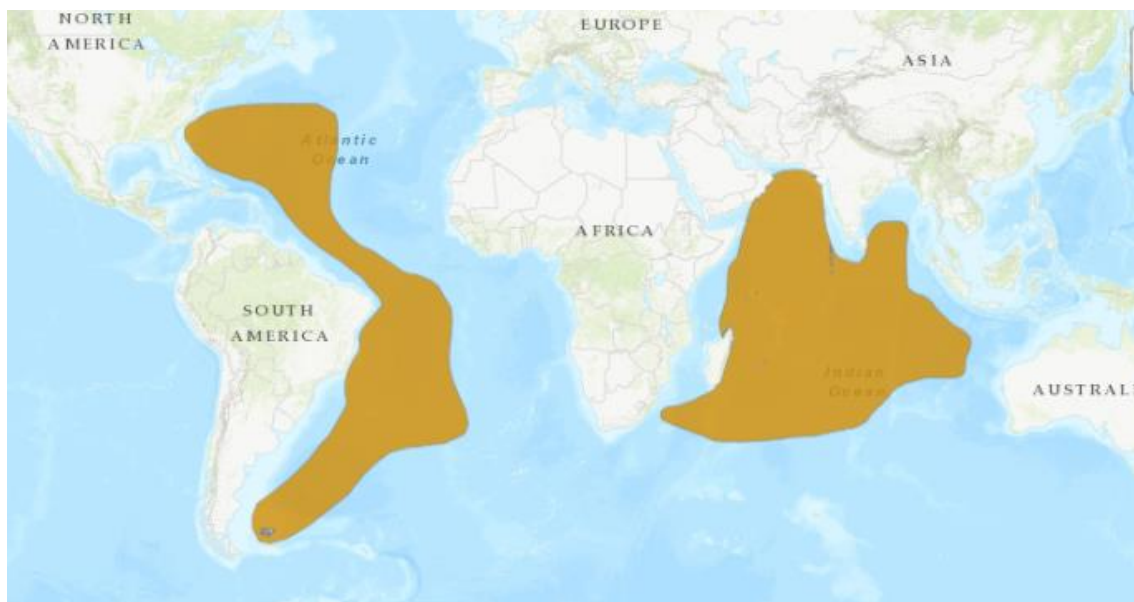 NORTH
AMERICA
EUROPE
ASIA
Atlantic
Ocean
AFRICA
SOUTH
AMERICA
Indian
Ocean
AUSTRALI